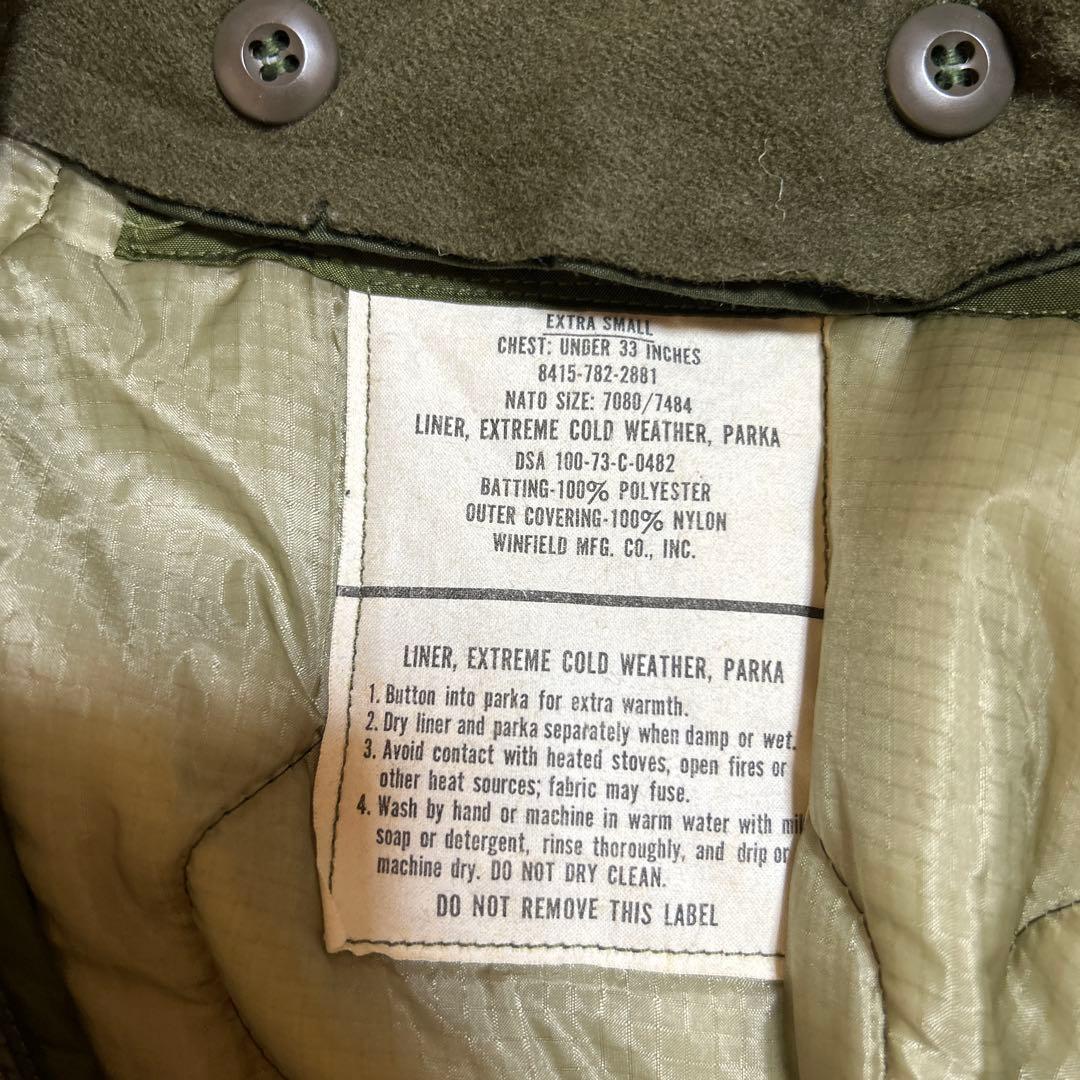 EXTRA SMALL
CHEST: UNDER 33 INCHES
8415-782-2881
NATO SIZE: 7080/7484
LINER, EXTREME COLD WEATHER, PARKA
DSA 100-73-C-0482
BATTING-100% POLYESTER
OUTER COVERING-100% NYLON
WINFIELD MFG. CO., INC.
LINER, EXTREME COLD WEATHER, PARKA
1. Button into parka for extra warmth.
2. Dry liner and parka separately when damp or wet.
3. Avoid contact with heated stoves, open fires or
other heat sources; fabric may fuse.
4. Wash by hand or machine in warm water with
soap or detergent, rinse thoroughly, and drip or
machine dry. DO NOT DRY CLEAN.
DO NOT REMOVE THIS LABEL